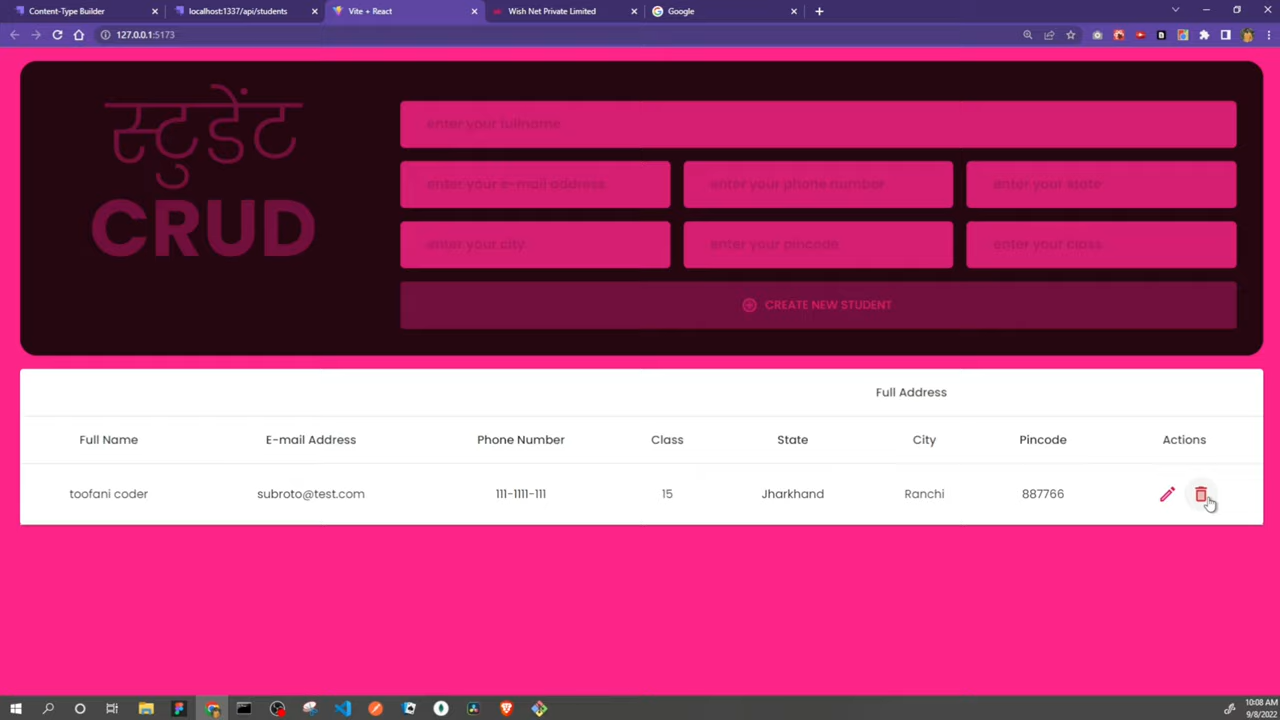 Content-Type Builder
localhost:1337/api/students
Vite + React
Wish Net Private Limited
Google
127.0.0.1:5173
स्टुडेंट
CRUD
enter your fullname
enter your e-mail address
enter your phone number
enter your state
enter your city
enter your pincode
enter your class
CREATE NEW STUDENT
Full Address
Full Name E-mail Address Phone Number Class State City Pincode Actions
toofani coder subroto@test.com 111-1111-111 15 Jharkhand Ranchi 887766
10:08 AM
9/8/2022